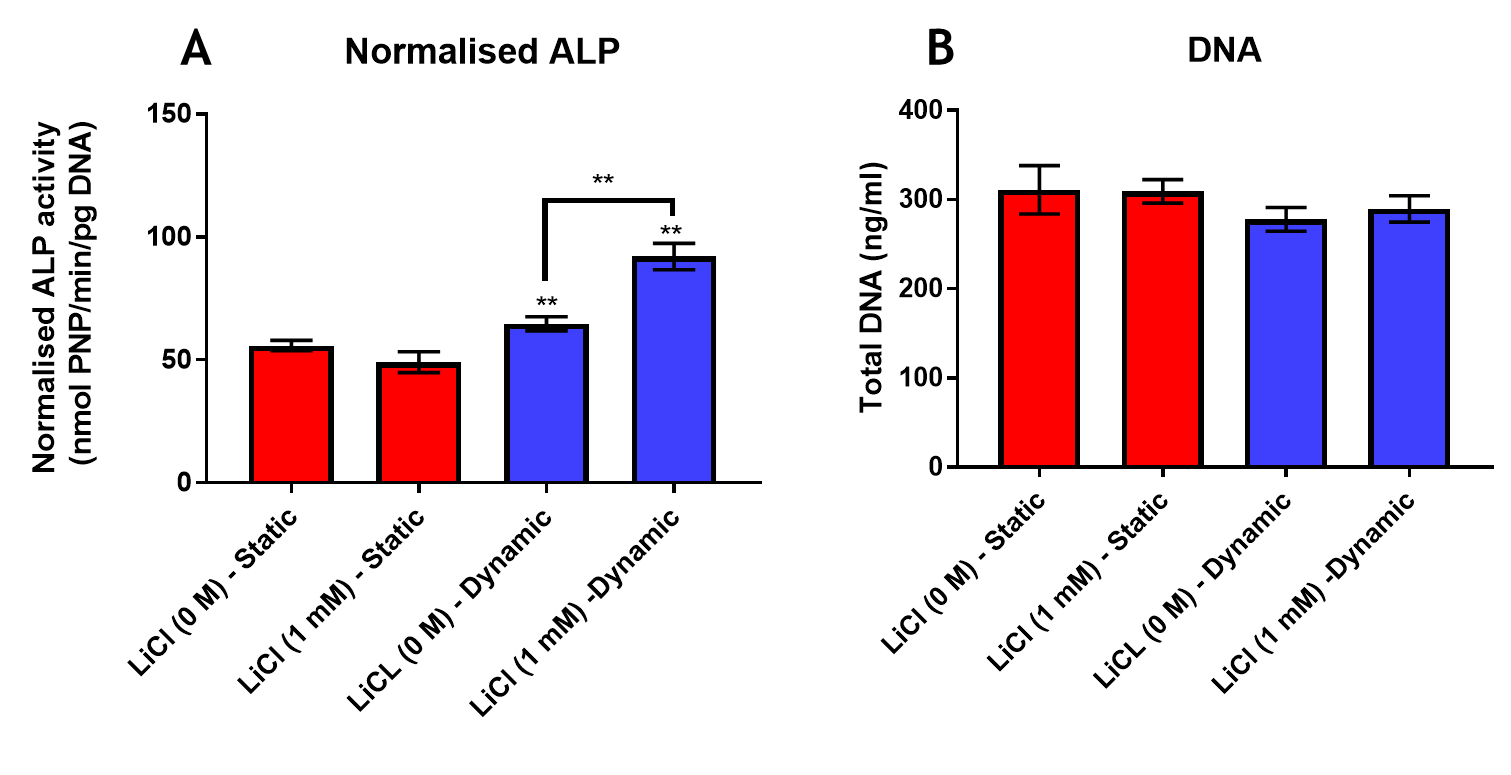 A
Normalised ALP
Normalised ALP activity
(nmol PNP/min/pg DNA)
150
100
50
0
**
**
**
LiCl (0 M) - Static
LiCl (1 mM) - Static
LiCL (0 M) - Dynamic
LiCl (1 mM) -Dynamic
B
DNA
Total DNA (ng/ml)
400
300
200
100
0
LiCl (0 M) - Static
LiCl (1 mM) - Static
LiCL (0 M) - Dynamic
LiCl (1 mM) -Dynamic